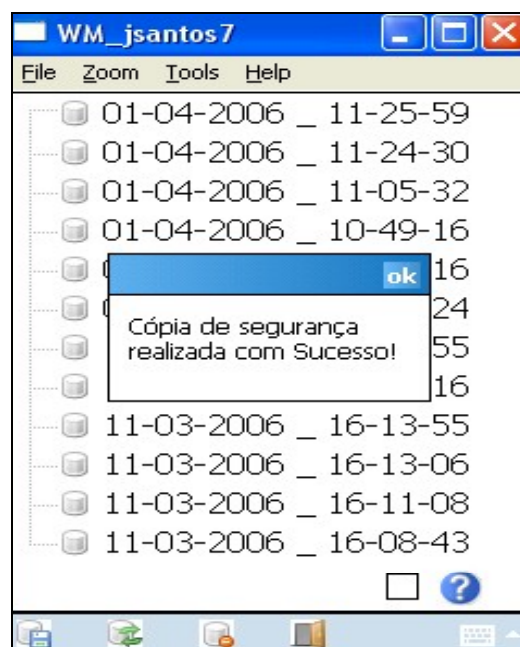 WM_jsantos7
File Zoom Tools Help
01-04-2006 _ 11-25-59
01-04-2006 _ 11-24-30
01-04-2006 _ 11-05-32
01-04-2006 _ 10-49-16
16
ok
24
Cópia de segurança
55
realizada com Sucesso!
16
11-03-2006 _ 16-13-55
11-03-2006 _ 16-13-06
11-03-2006 _ 16-11-08
11-03-2006 _ 16-08-43
?